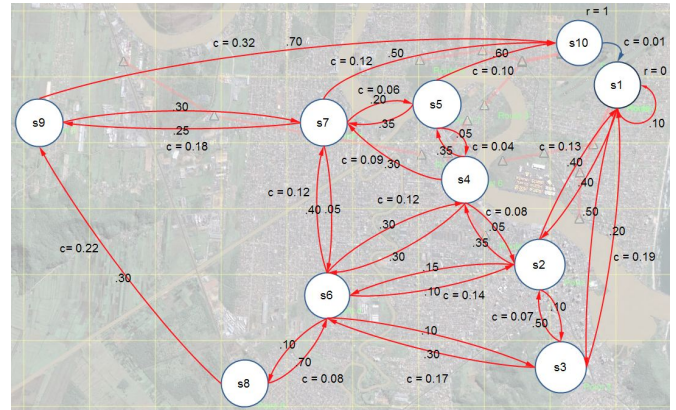 r = 1
c = 0.32
.70
.50
s10
c = 0.01
c = 0.12
.60
c = 0.10
s1
r = 0
c = 0.06
.20
.30
s9
s7
s5
.10
.25
.35
.05
c = 0.18
c = 0.13
c = 0.04
.35
.40
c = 0.09
.30
s4
.40
c = 0.12
c = 0.12
c = 0.08
.40
.05
.50
.30
.05
.20
.35
c = 0.22
.30
s2
c = 0.19
.15
.30
s6
.10
c = 0.14
.10
c = 0.07
.50
.10
.10
.30
.70
s3
s8
c = 0.08
c = 0.17